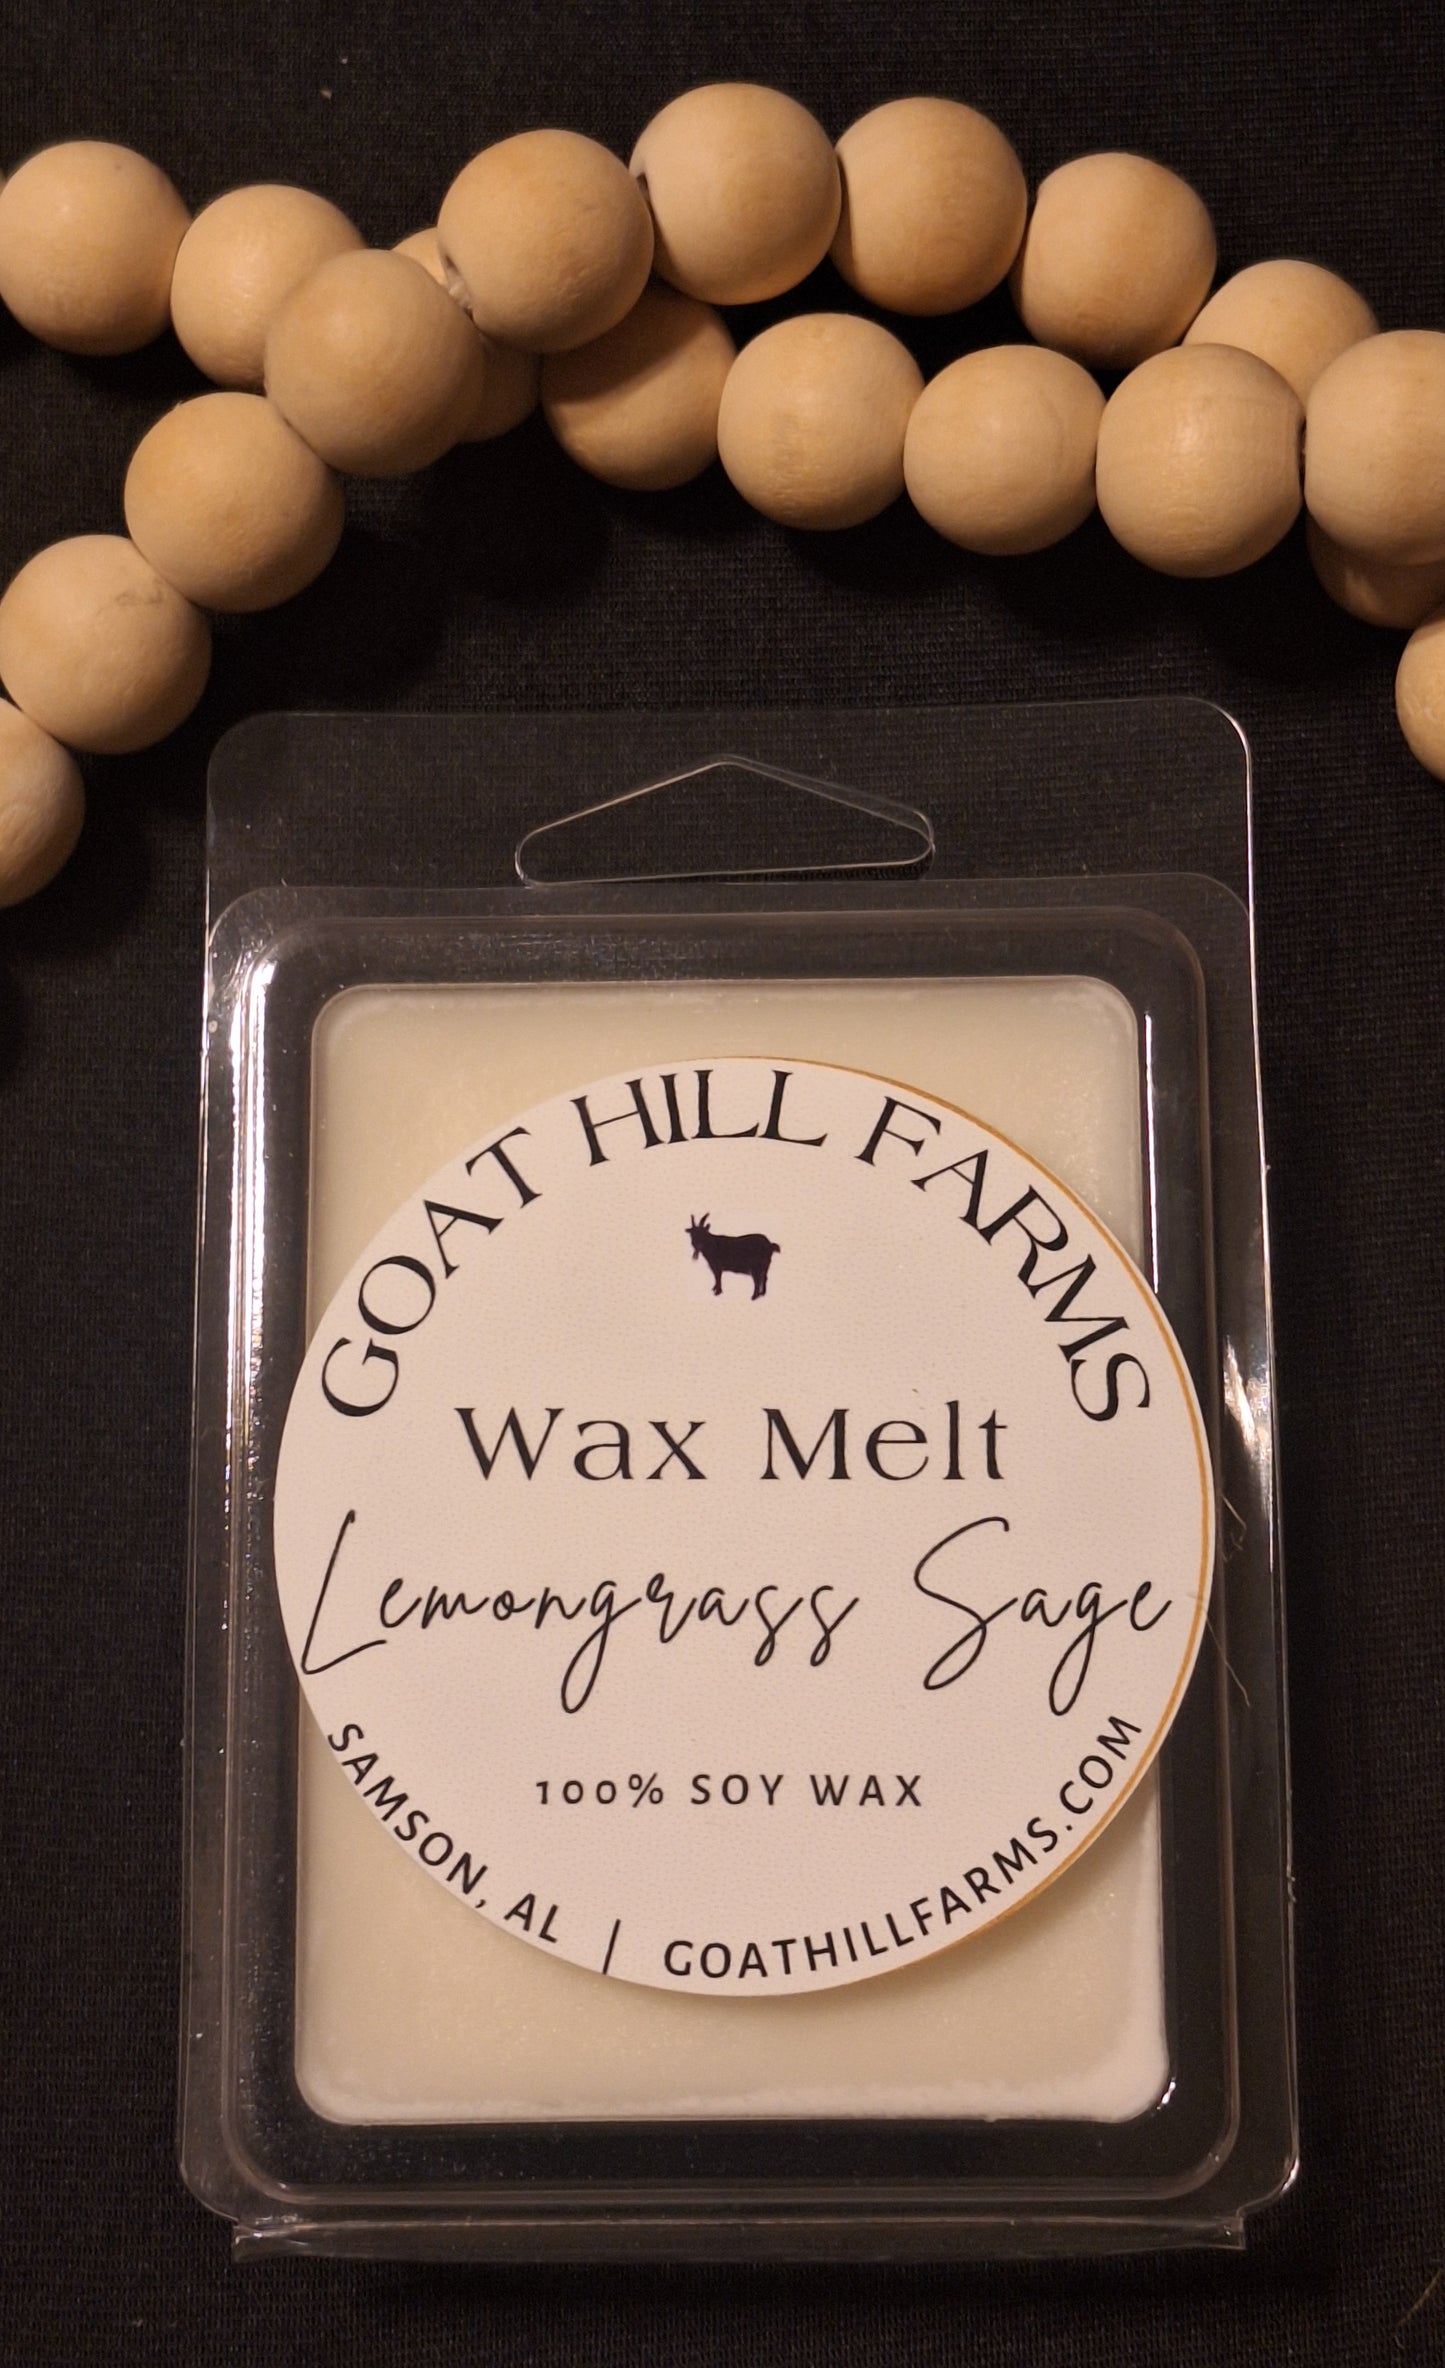 GOAT HILL FARMS
Wax Melt
Lemongrass Sage
100% SOY WAX
SAMSON, AL | GOATHILLFARMS.COM